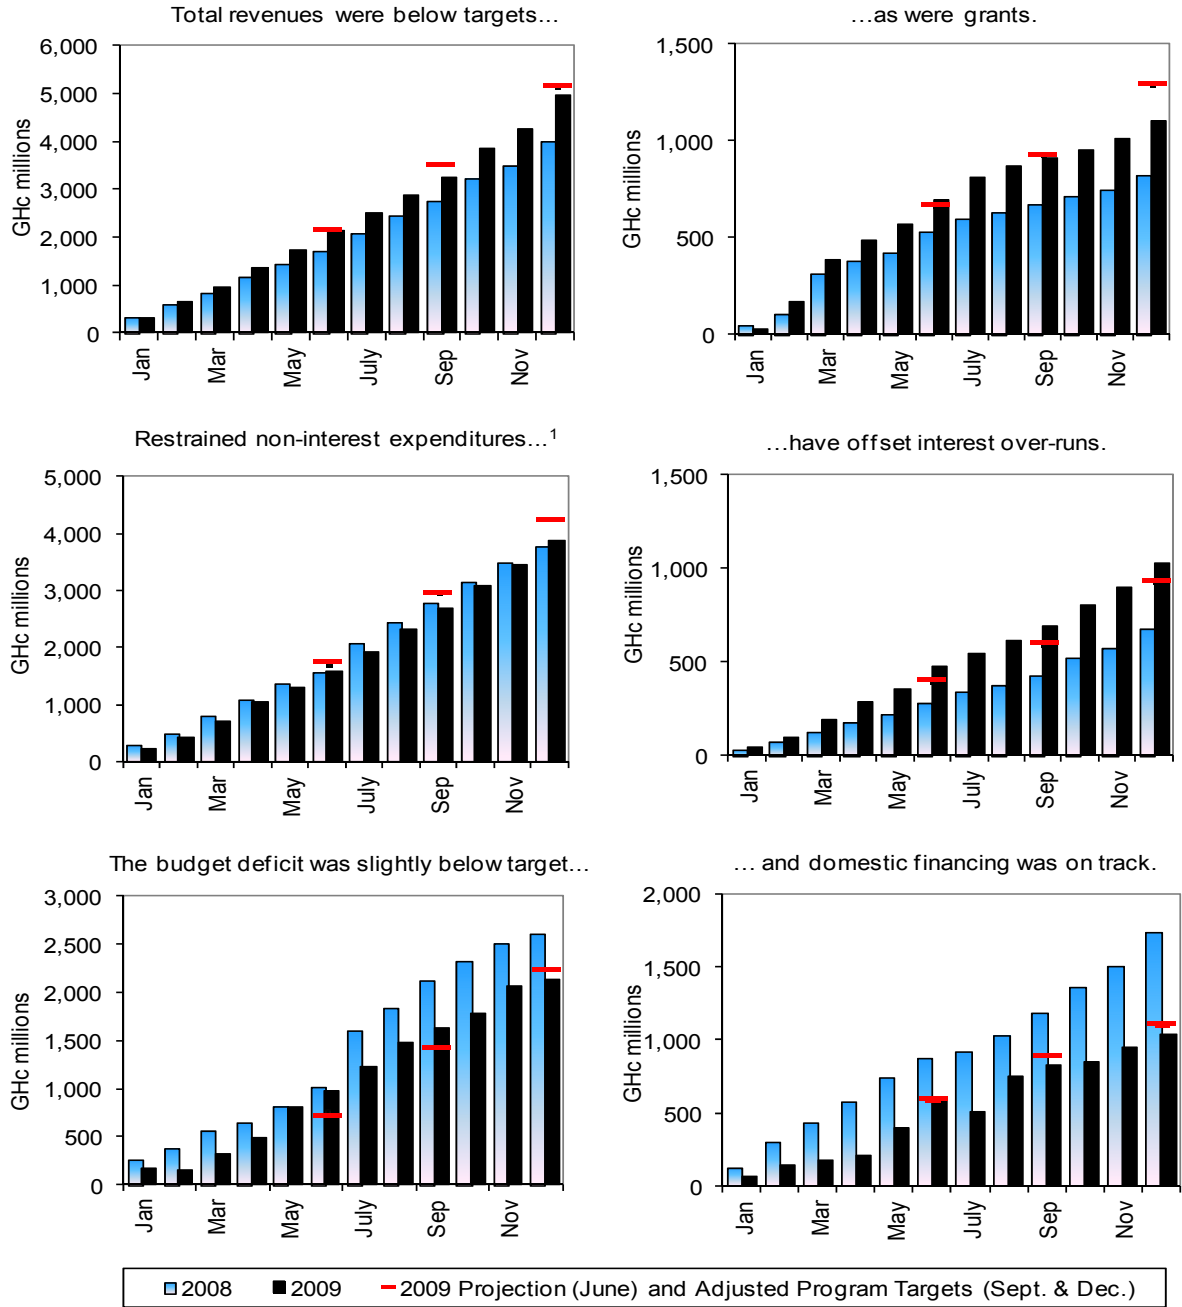 Total revenues were below targets…
6,000
5,000
4,000
3,000
2,000
1,000
0
GHc millions
Jan
Mar
May
July
Sep
Nov
…as were grants.
1,500
1,000
500
0
GHc millions
Jan
Mar
May
July
Sep
Nov
Restrained non-interest expenditures…1
5,000
4,000
3,000
2,000
1,000
0
GHc millions
Jan
Mar
May
July
Sep
Nov
…have offset interest over-runs.
1,500
1,000
500
0
GHc millions
Jan
Mar
May
July
Sep
Nov
The budget deficit was slightly below target…
3,000
2,500
2,000
1,500
1,000
500
0
GHc millions
Jan
Mar
May
July
Sep
Nov
… and domestic financing was on track.
2,000
1,500
1,000
500
0
GHc millions
Jan
Mar
May
July
Sep
Nov
2008 2009 2009 Projection (June) and Adjusted Program Targets (Sept. & Dec.)